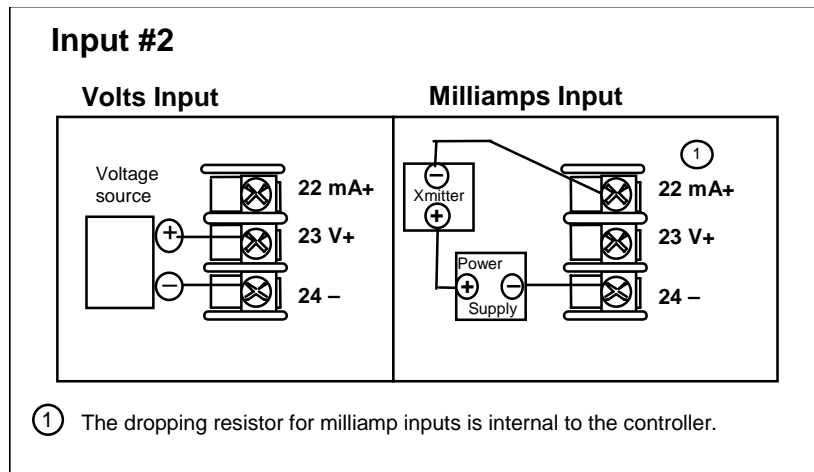 Input #2
Volts Input
Milliamps Input
Voltage
source
+
−
22 mA+
23 V+
24 –
−
Xmitter
+
Power
+
−
Supply
1
22 mA+
23 V+
24 –
1 The dropping resistor for milliamp inputs is internal to the controller.